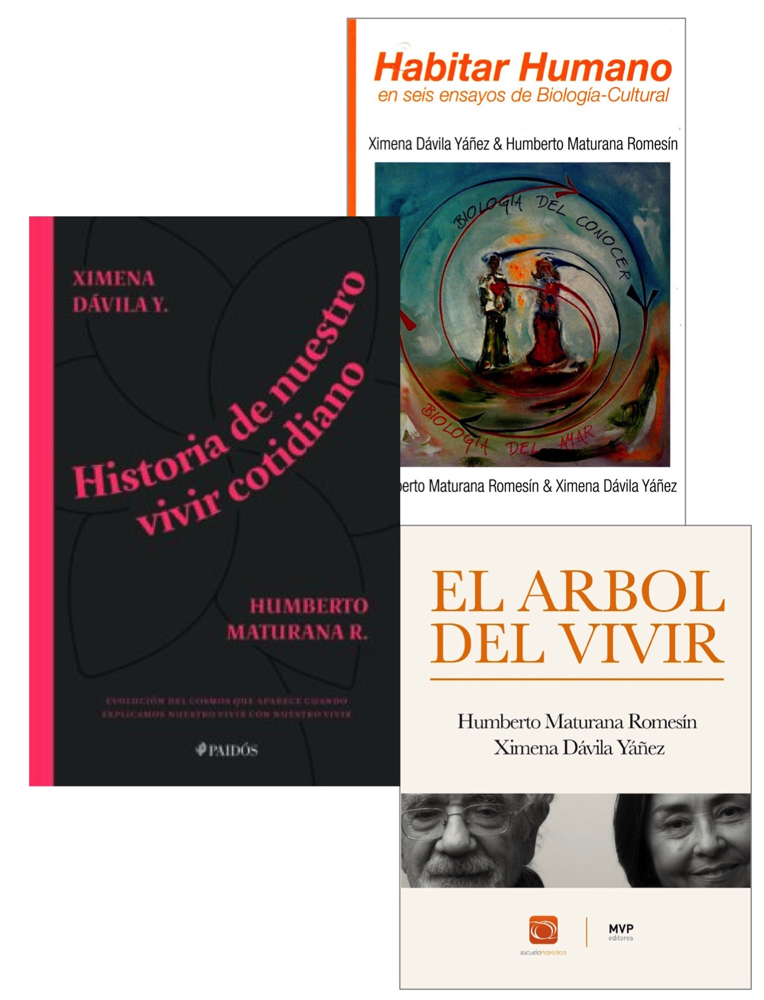 Habitar Humano
en seis ensayos de Biología-Cultural
Ximena Dávila Yáñez & Humberto Maturana Romesín
BIOLOGIA DEL CONOCER
BIOLOGIA DEL AMAR
berto Maturana Romesín & Ximena Dávila Yáñez
XIMENA
DÁVILA Y.
Historia de nuestro
vivir cotidiano
HUMBERTO
MATURANA R.
EVOLUCIÓN DEL COSMOS QUE APARECE CUANDO
EXPLICAMOS NUESTRO VIVIR CON NUESTRO VIVIR
PAIDÓS
EL ARBOL
DEL VIVIR
Humberto Maturana Romesín
Ximena Dávila Yáñez
escuelamatríztica
MVP
editores